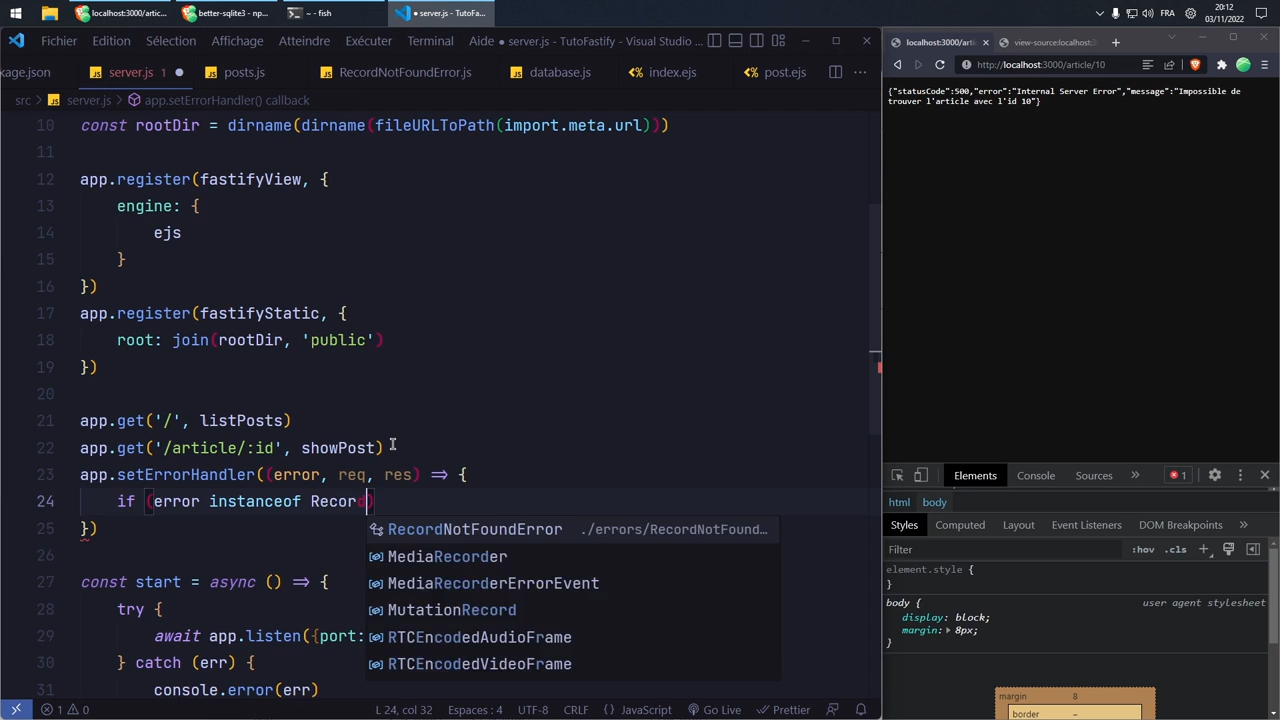 localhost:3000/artic...
better-sqlite3 - np...
~ - fish
server.js - TutoFa...
FR
20:12
03/11/2022
Fichier Edition Sélection Affichage Atteindre Exécuter Terminal Aide
server.js - TutoFastify - Visual Studio ...
kage.json
server.js 1
posts.js
RecordNotFoundError.js
database.js
index.ejs
post.ejs
src > server.js > app.setErrorHandler() callback
10 const rootDir = dirname(dirname(fileURLToPath(import.meta.url)))
11
12 app.register(fastifyView, {
13 engine: {
14 ejs
15 }
16 })
17 app.register(fastifyStatic, {
18 root: join(rootDir, 'public')
19 })
20
21 app.get('/', listPosts)
22 app.get('/article/:id', showPost)
23 app.setErrorHandler((error, req, res) => {
24 if (error instanceof Record)
25 })
26
27 const start = async () => {
28 try {
29 await app.listen({port:
30 } catch (err) {
31 console.error(err)
RecordNotFoundError ./errors/RecordNotFound...
MediaRecorder
MediaRecorderErrorEvent
MutationRecord
RTCEncodedAudioFrame
RTCEncodedVideoFrame
1 0
L 24, col 32 Espaces : 4 UTF-8 CRLF {} JavaScript Go Live Prettier
localhost:3000/arti
view-source:localhost:3
http://localhost:3000/article/10
{"statusCode":500,"error":"Internal Server Error","message":"Impossible de
trouver l'article avec l'id 10"}
Elements Console Sources » 1
html body
Styles Computed Layout Event Listeners DOM Breakpoints »
Filter :hov .cls
element.style {
}
body { user agent stylesheet
display: block;
margin: 8px;
}
margin 8
border -